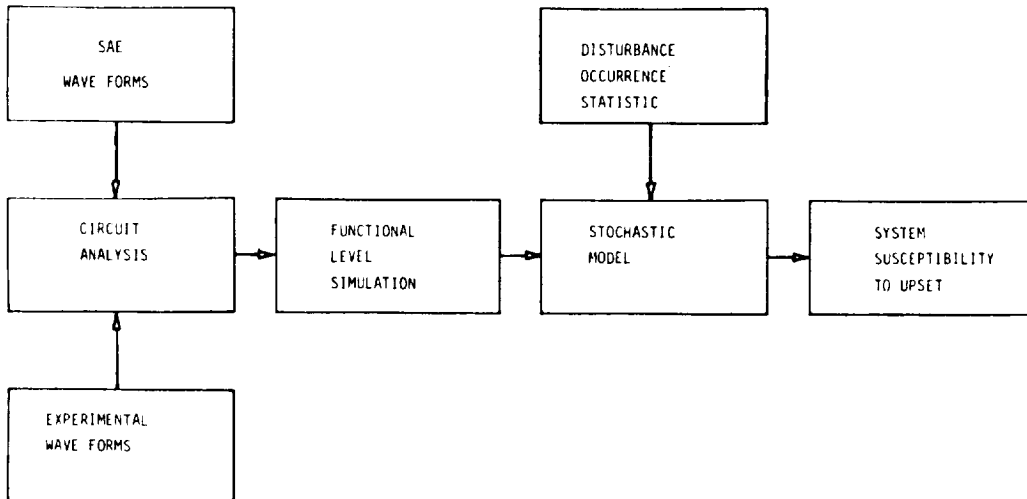 SAE
WAVE FORMS
DISTURBANCE
OCCURRENCE
STATISTIC
CIRCUIT
ANALYSIS
FUNCTIONAL
LEVEL
SIMULATION
STOCHASTIC
MODEL
SYSTEM
SUSCEPTIBILITY
TO UPSET
EXPERIMENTAL
WAVE FORMS